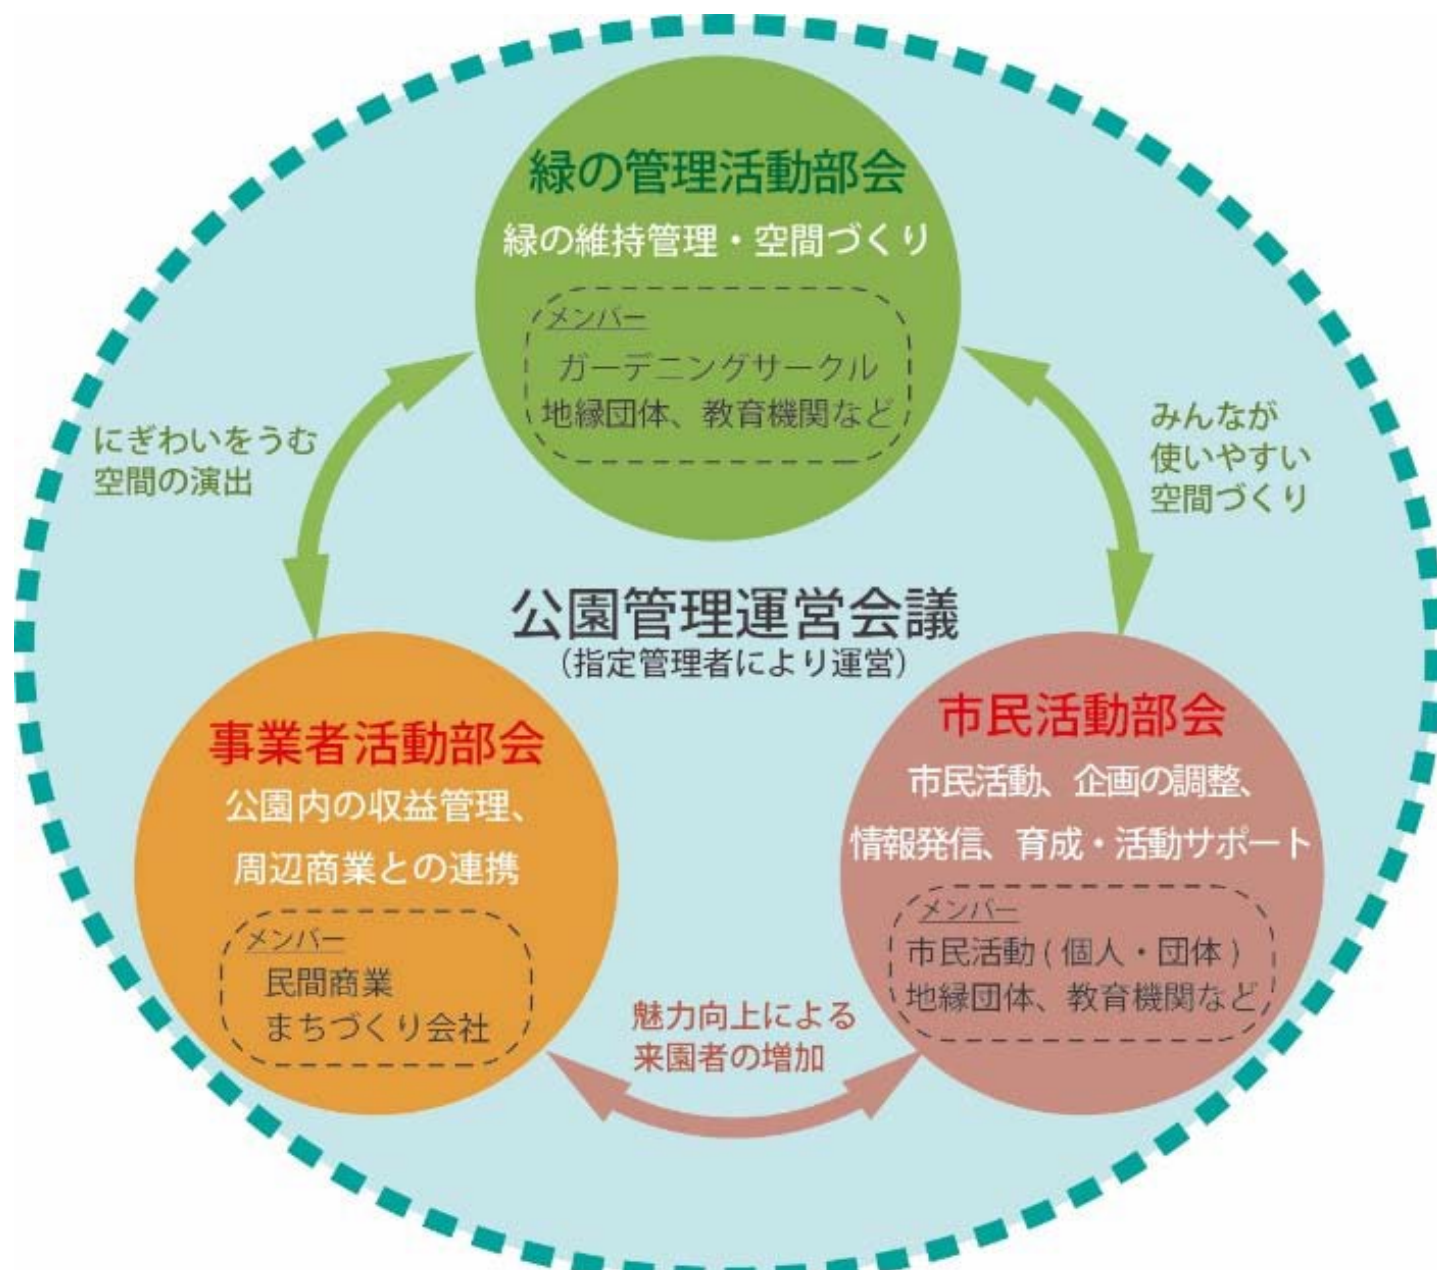 緑の管理活動部会
緑の維持管理・空間づくり
メンバー
ガーデニングサークル
地縁団体、教育機関など
にぎわいをうむ
空間の演出
みんなが
使いやすい
空間づくり
公園管理運営会議
（指定管理者により運営）
事業者活動部会
公園内の収益管理、
周辺商業との連携
メンバー
民間商業
まちづくり会社
市民活動部会
市民活動、企画の調整、
情報発信、育成・活動サポート
メンバー
市民活動(個人・団体)
地縁団体、教育機関など
魅力向上による
来園者の増加